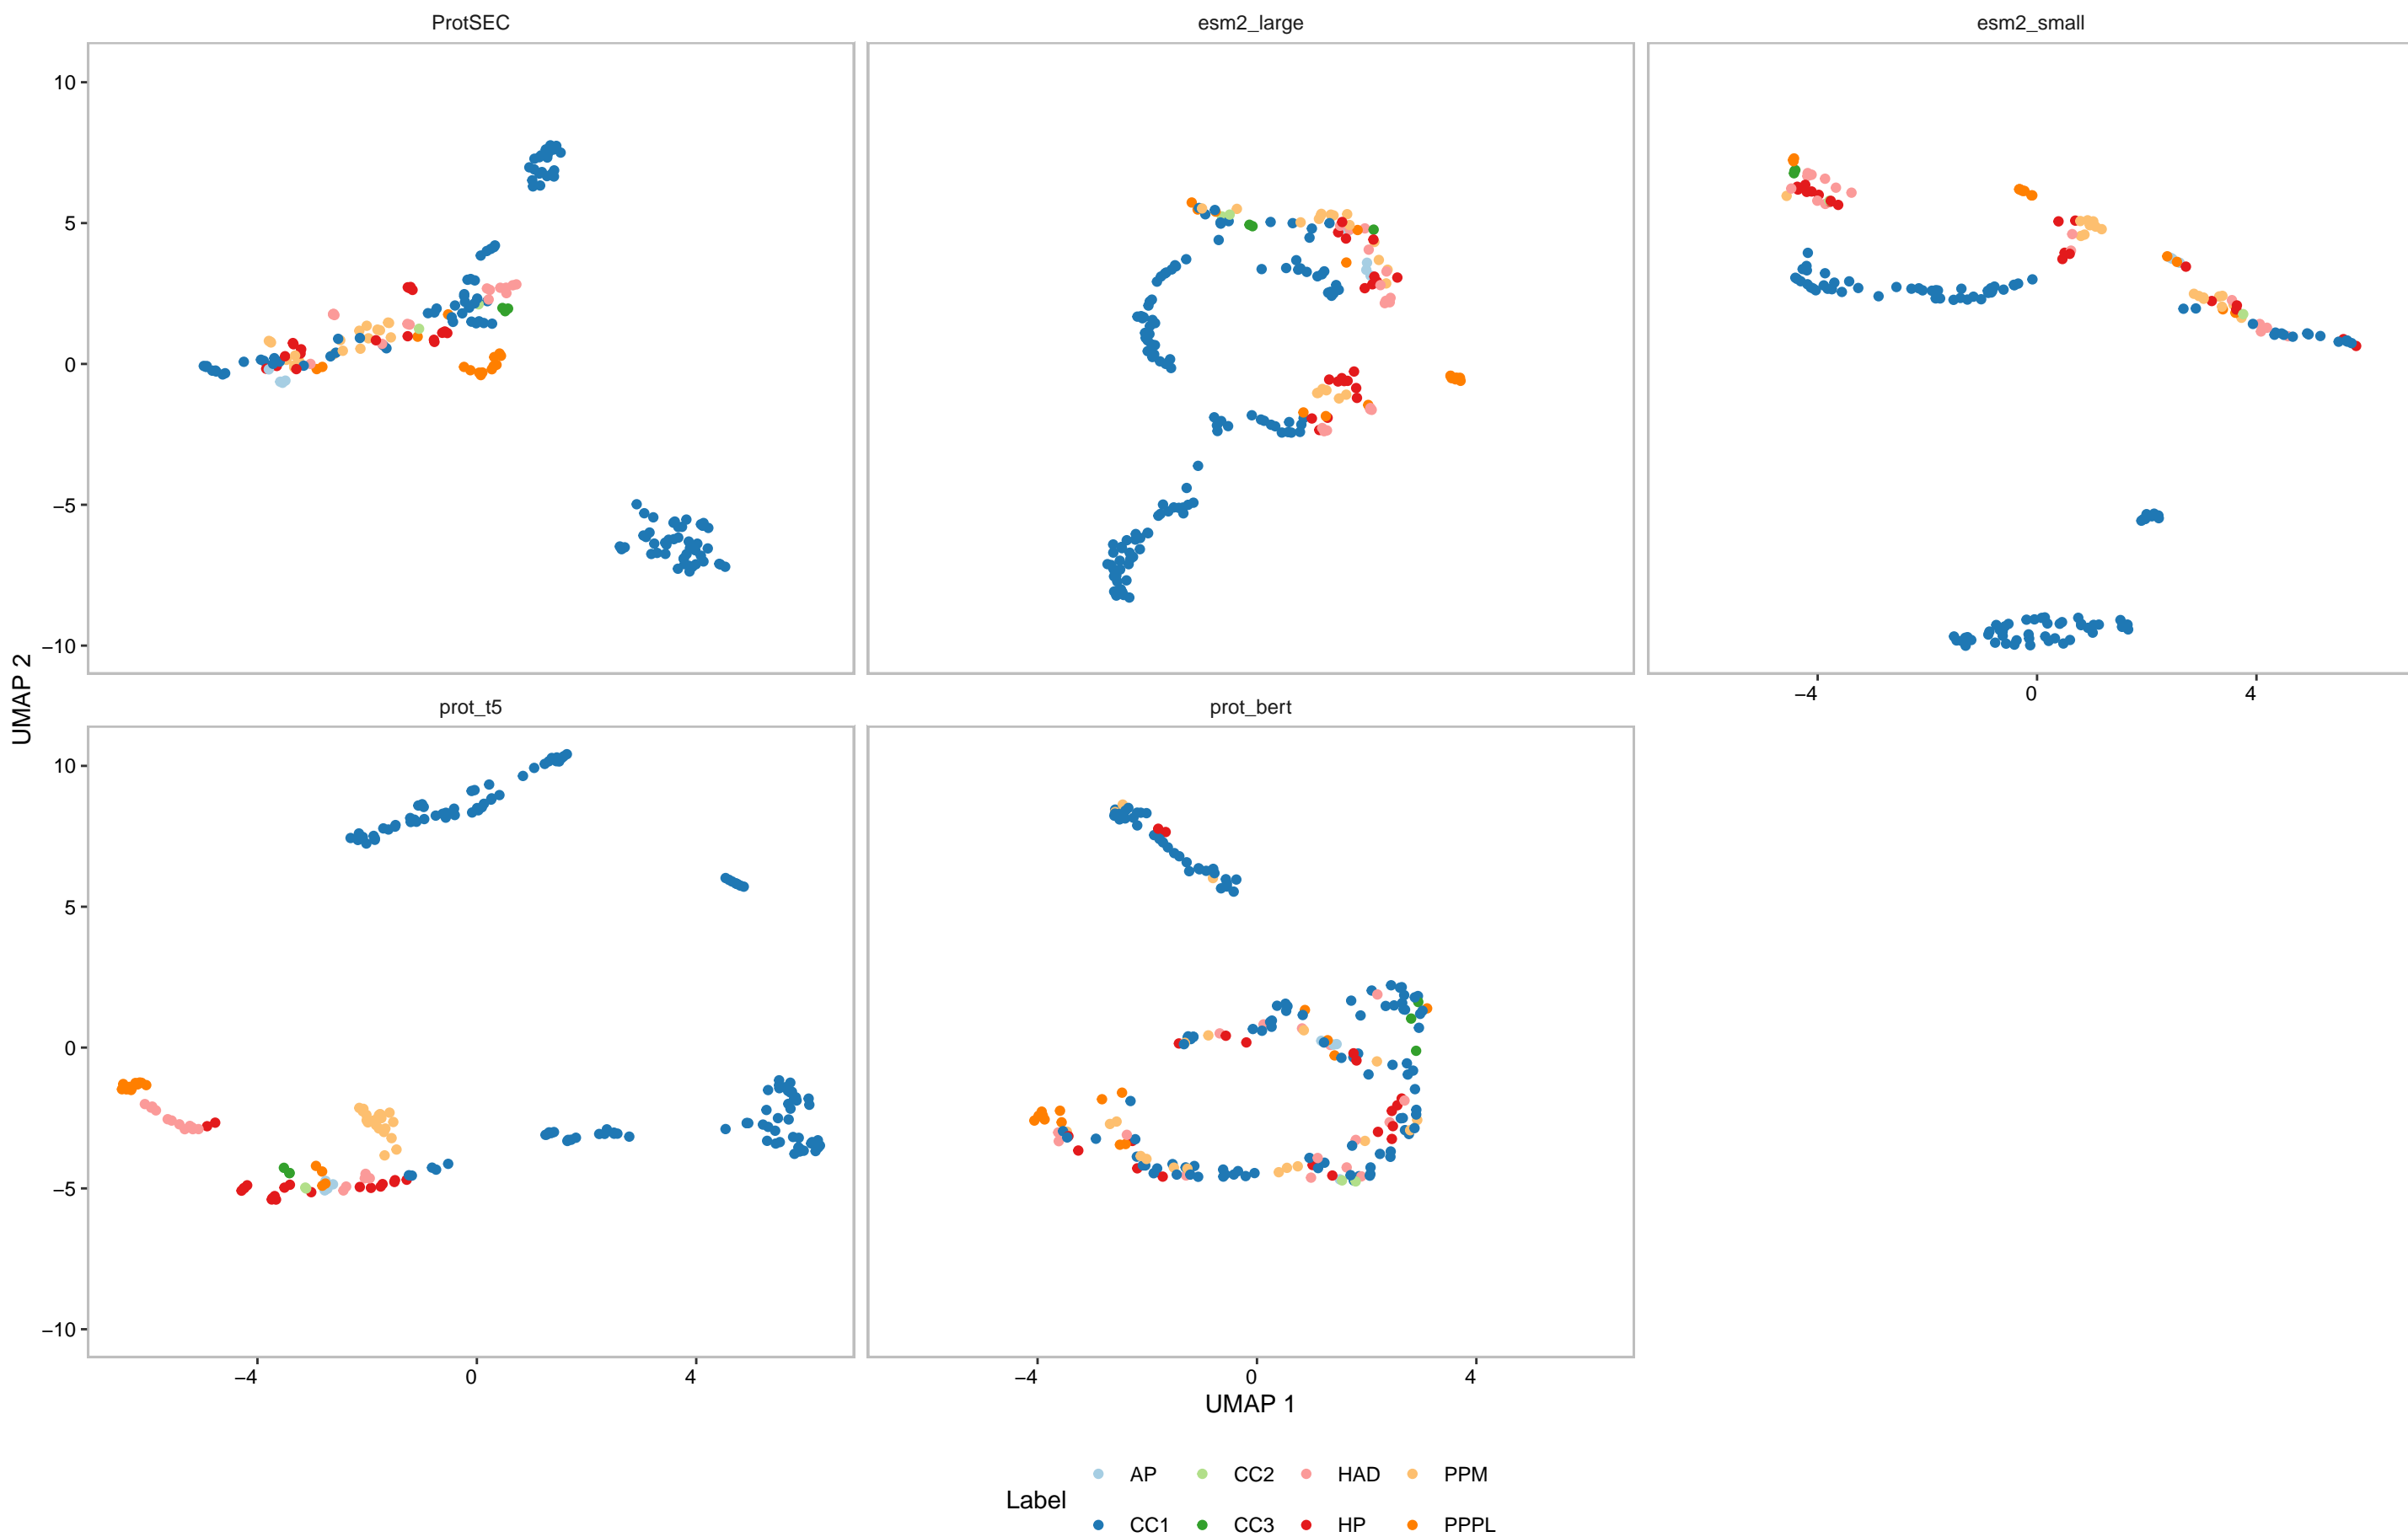 ProtSEC esm2_large esm2_small
10
5
0
−5
−10
−4 0 4
UMAP 2
prot_t5 prot_bert
10
5
0
−5
−10
−4 0 4 −4 0 4
UMAP 1
Label
AP CC2 HAD PPM
CC1 CC3 HP PPPL